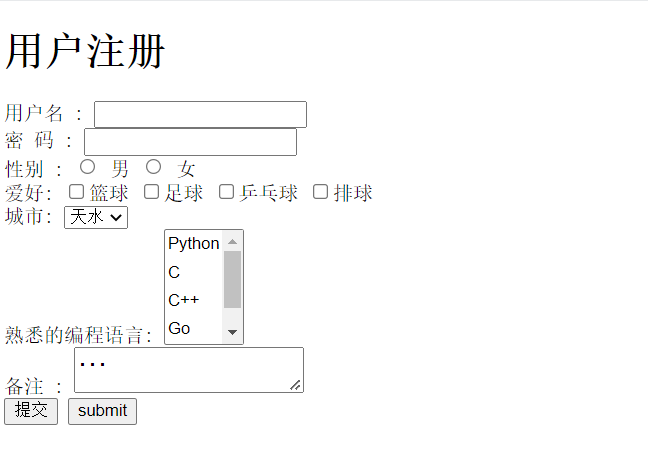 用户注册
用户名 :
密 码 :
性别 : 男 女
爱好: 篮球 足球 乒乓球 排球
城市: 天水
Python
C
C++
Go
熟悉的编程语言:
...
备注 :
提交 submit